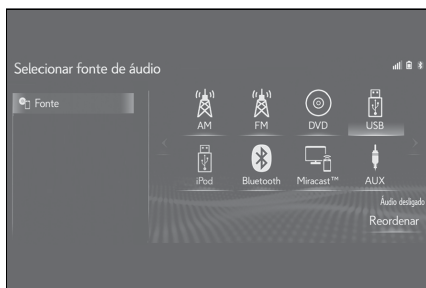 Selecionar fonte de áudio
Fonte
AM FM DVD USB
iPod Bluetooth Miracast™ AUX
Áudio desligado
Reordenar